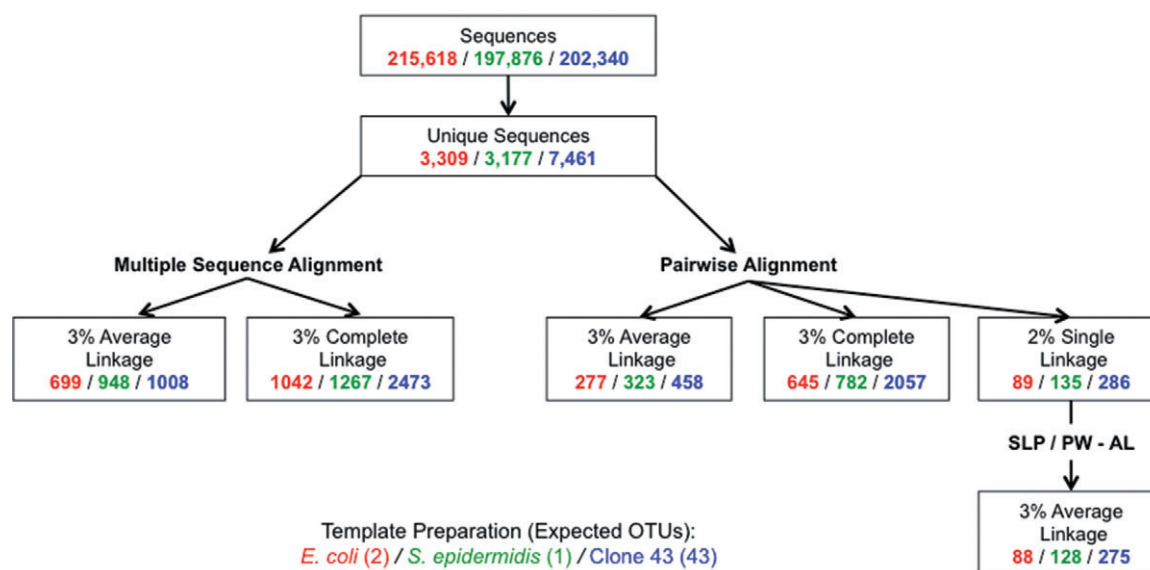 Sequences
215,618 / 197,876 / 202,340
Unique Sequences
3,309 / 3,177 / 7,461
Multiple Sequence Alignment
Pairwise Alignment
3% Average
Linkage
699 / 948 / 1008
3% Complete
Linkage
1042 / 1267 / 2473
3% Average
Linkage
277 / 323 / 458
3% Complete
Linkage
645 / 782 / 2057
2% Single
Linkage
89 / 135 / 286
SLP / PW - AL
3% Average
Linkage
88 / 128 / 275
Template Preparation (Expected OTUs):
E. coli (2) / S. epidermidis (1) / Clone 43 (43)